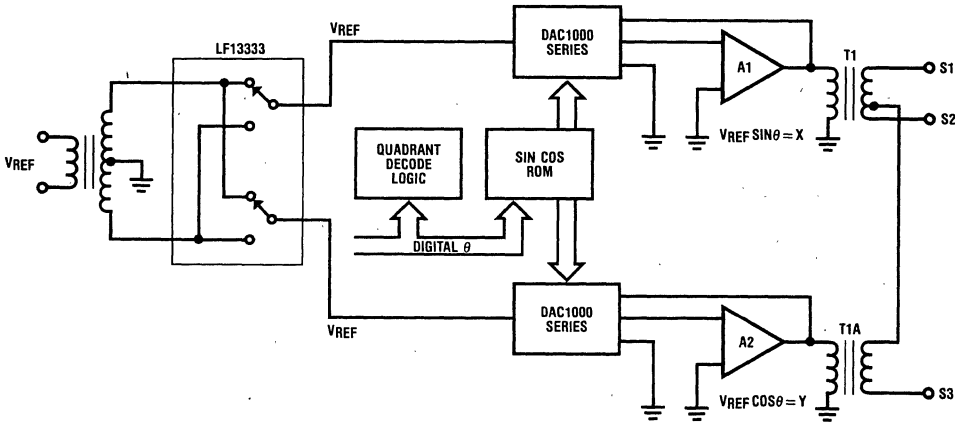 LF13333
VREF
DAC1000
SERIES
A1
T1
S1
S2
VREF SINθ = X
VREF
QUADRANT
DECODE
LOGIC
SIN COS
ROM
DIGITAL θ
VREF
DAC1000
SERIES
A2
T1A
S3
VREF COSθ = Y